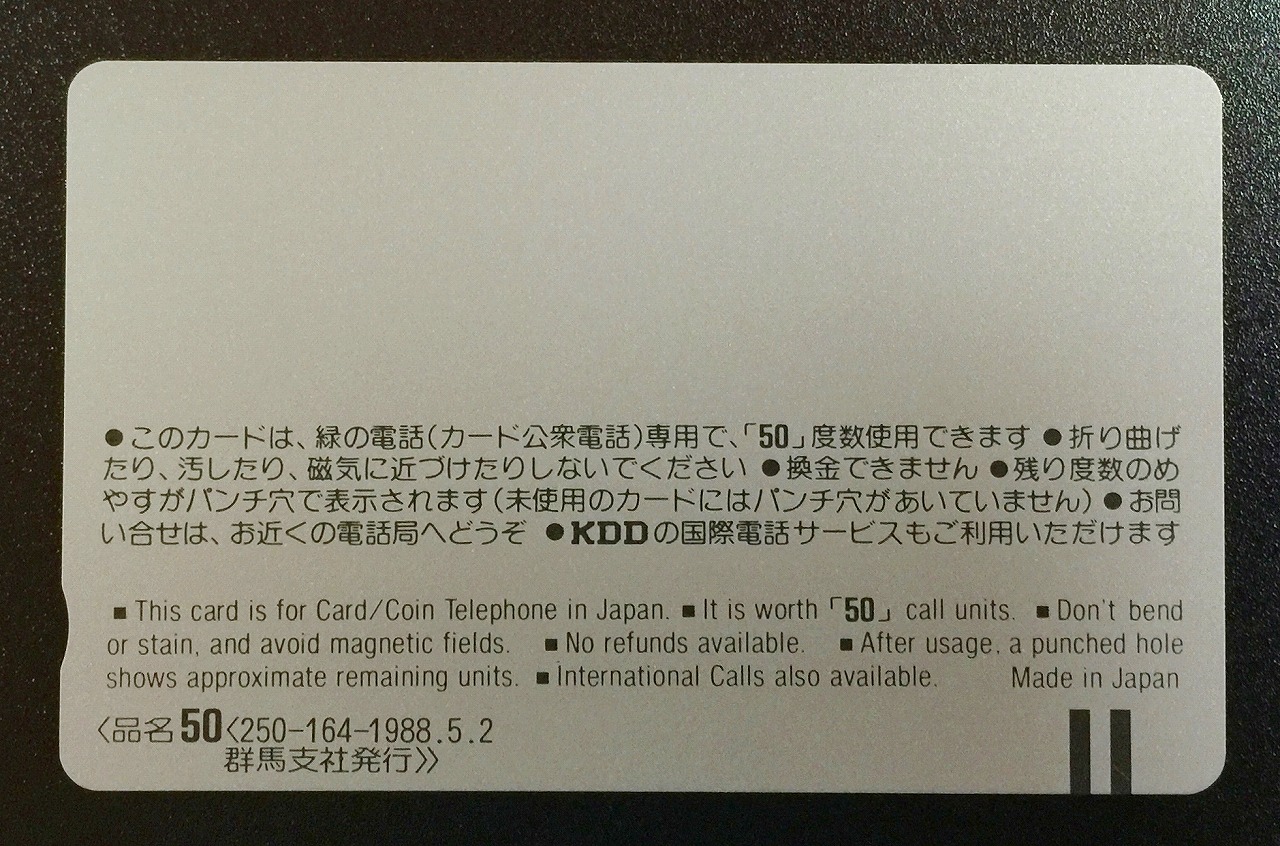 ●このカードは、緑の電話(カード公衆電話)専用で、「50」度数使用できます ●折り曲げ
たり、汚したり、磁気に近づけたりしないでください ●換金できません ●残り度数のめ
やすがパンチ穴で表示されます(未使用のカードにはパンチ穴があいていません) ●お問
い合せは、お近くの電話局へどうぞ ●KDDの国際電話サービスもご利用いただけます
■This card is for Card/Coin Telephone in Japan. ■It is worth「50」call units. ■Don't bend
or stain, and avoid magnetic fields. ■No refunds available. ■After usage, a punched hole
shows approximate remaining units. ■International Calls also available. Made in Japan
〈品名50〈250-164-1988.5.2
群馬支社発行〉〉